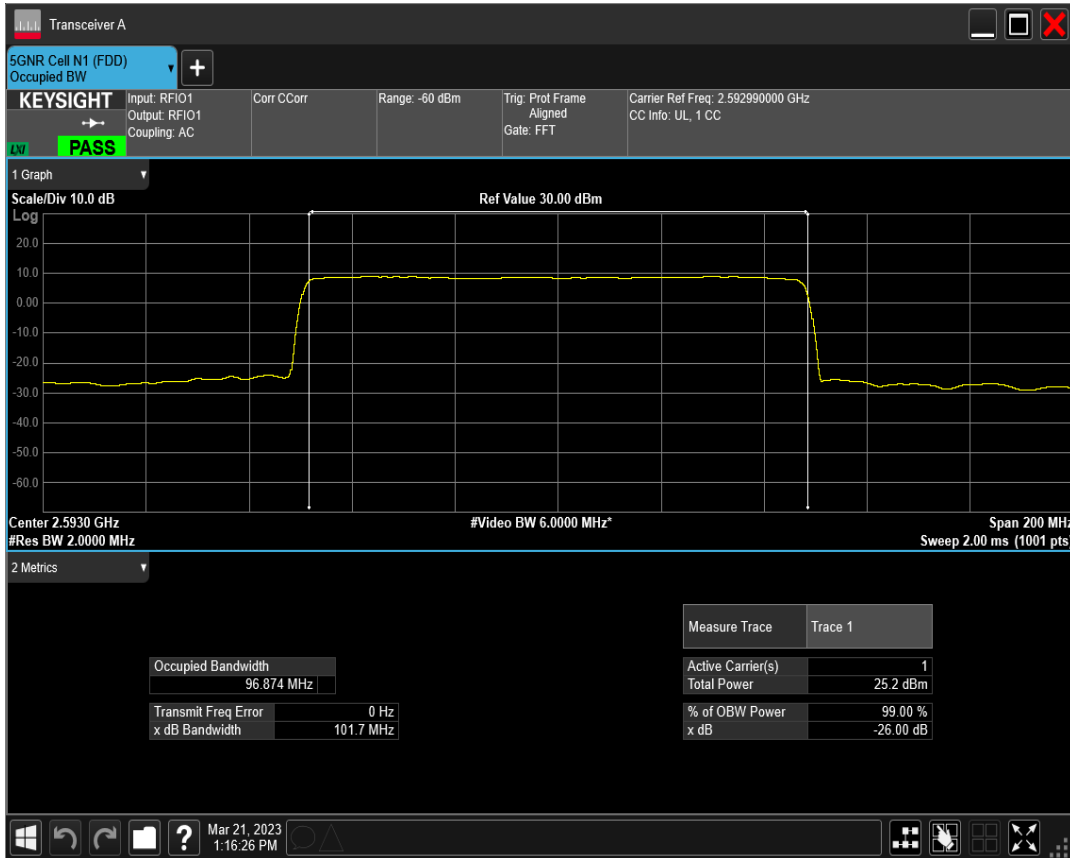 Transceiver A
5GNR Cell N1 (FDD)
Occupied BW
+
KEYSIGHT
LXI
PASS
Input: RFIO1
Output: RFIO1
Coupling: AC
Corr CCorr
Range: -60 dBm
Trig: Prot Frame
Aligned
Gate: FFT
Carrier Ref Freq: 2.592990000 GHz
CC Info: UL, 1 CC
1 Graph
Scale/Div 10.0 dB
Ref Value 30.00 dBm
Log
20.0
10.0
0.00
-10.0
-20.0
-30.0
-40.0
-50.0
-60.0
Center 2.5930 GHz
#Video BW 6.0000 MHz*
Span 200 MHz
#Res BW 2.0000 MHz
Sweep 2.00 ms (1001 pts)
2 Metrics
Measure Trace Trace 1
Occupied Bandwidth
96.874 MHz
Active Carrier(s) 1
Total Power 25.2 dBm
Transmit Freq Error 0 Hz
x dB Bandwidth 101.7 MHz
% of OBW Power 99.00 %
x dB -26.00 dB
?
Mar 21, 2023
1:16:26 PM